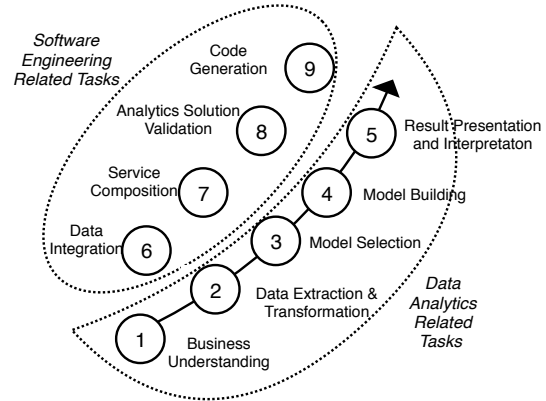 Software
Engineering
Related Tasks
Code
Generation
9
Analytics Solution
Validation
8
Service
Composition
7
Data
Integration
6
5
Result Presentation
and Interpretaton
4
Model Building
3
Model Selection
2
Data Extraction &
Transformation
1
Business
Understanding
Data
Analytics
Related
Tasks